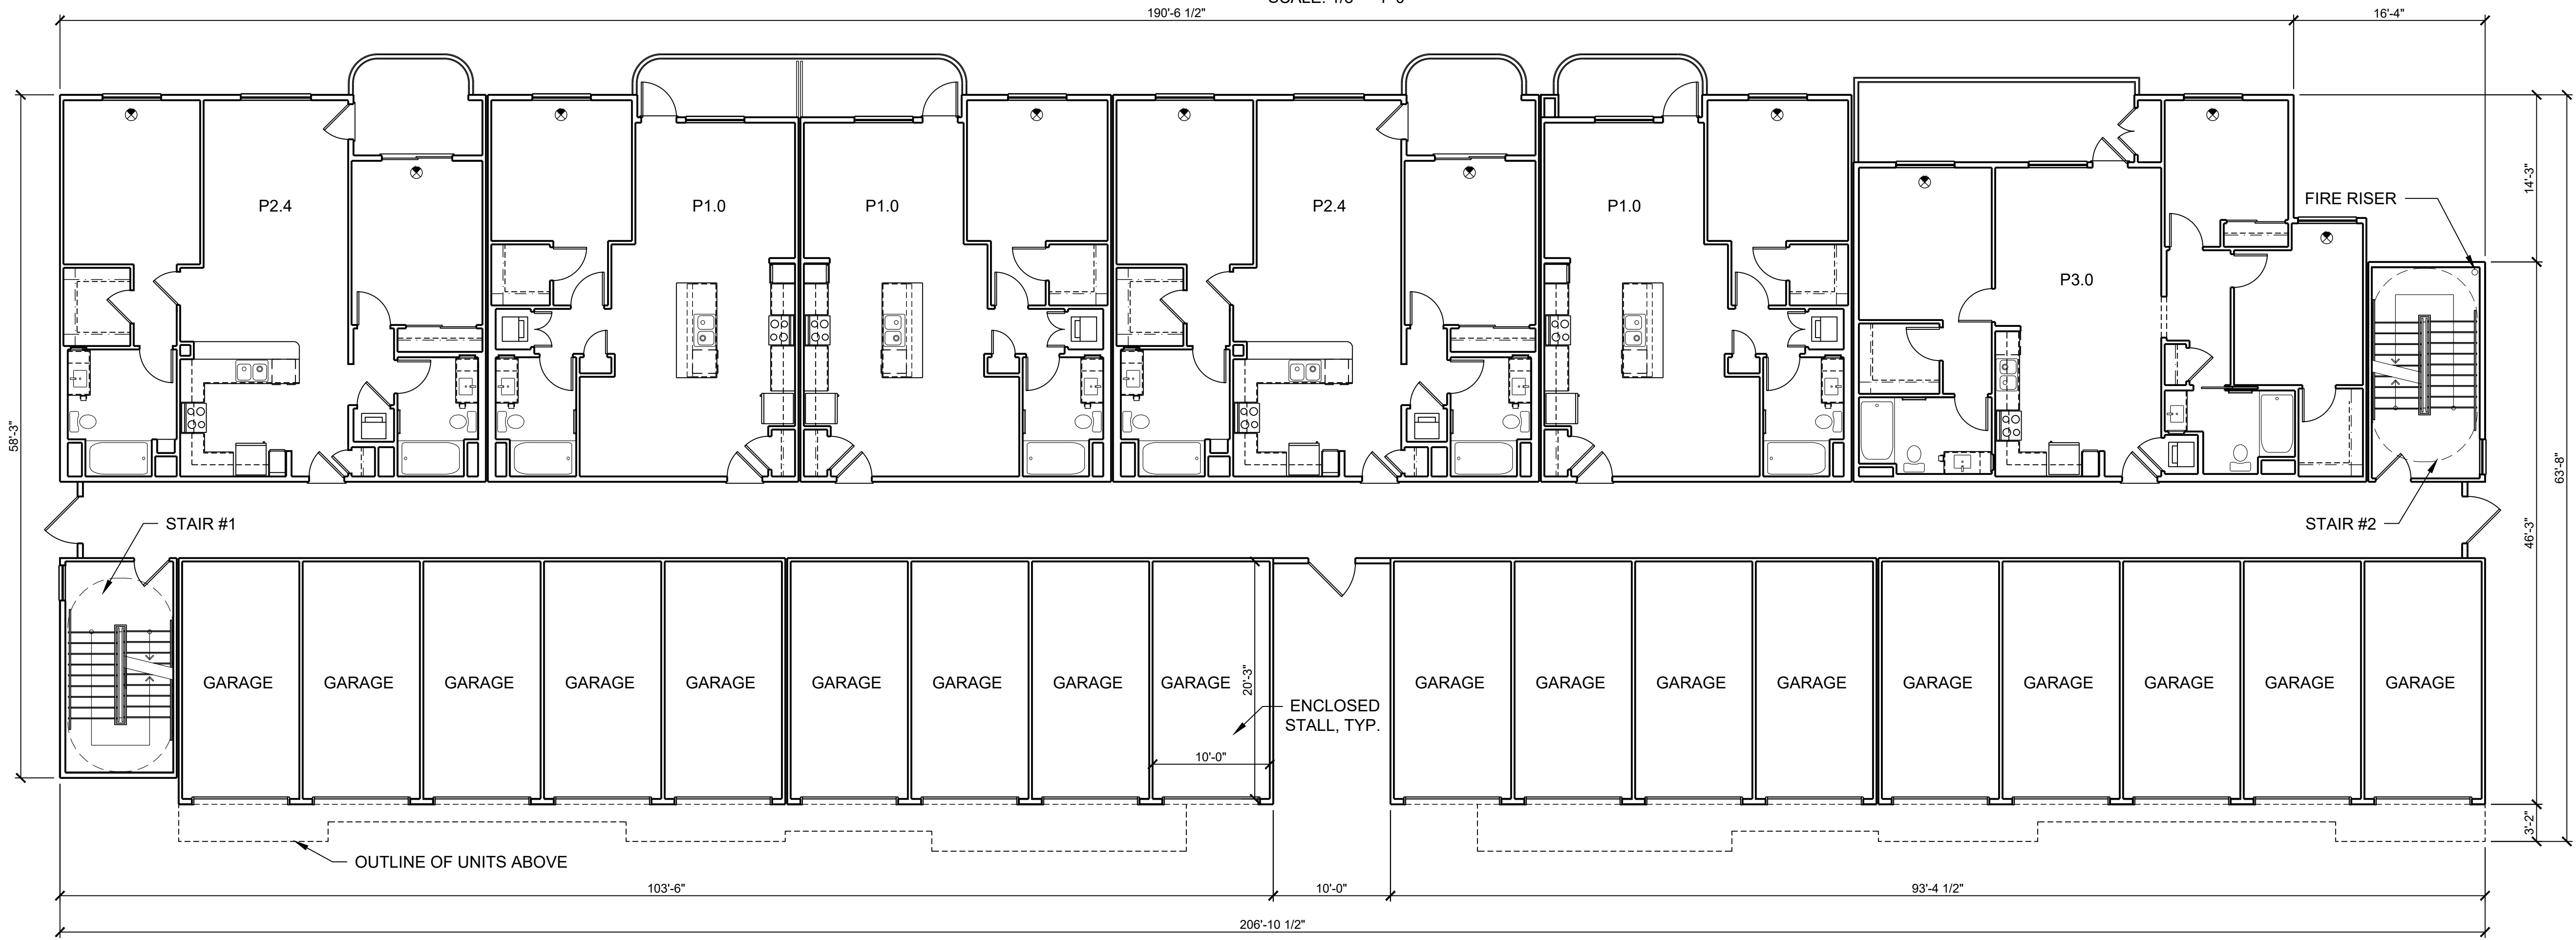 190'-6 1/2"
16'-4"
P2.4
P1.0
P1.0
P2.4
P1.0
P3.0
FIRE RISER
14'-3"
58'-3"
46'-3"
63'-8"
STAIR #1
STAIR #2
GARAGE
GARAGE
GARAGE
GARAGE
GARAGE
GARAGE
GARAGE
GARAGE
GARAGE
20'-3"
10'-0"
ENCLOSED
STALL, TYP.
GARAGE
GARAGE
GARAGE
GARAGE
GARAGE
GARAGE
GARAGE
GARAGE
GARAGE
3'-2"
OUTLINE OF UNITS ABOVE
103'-6"
10'-0"
93'-4 1/2"
206'-10 1/2"